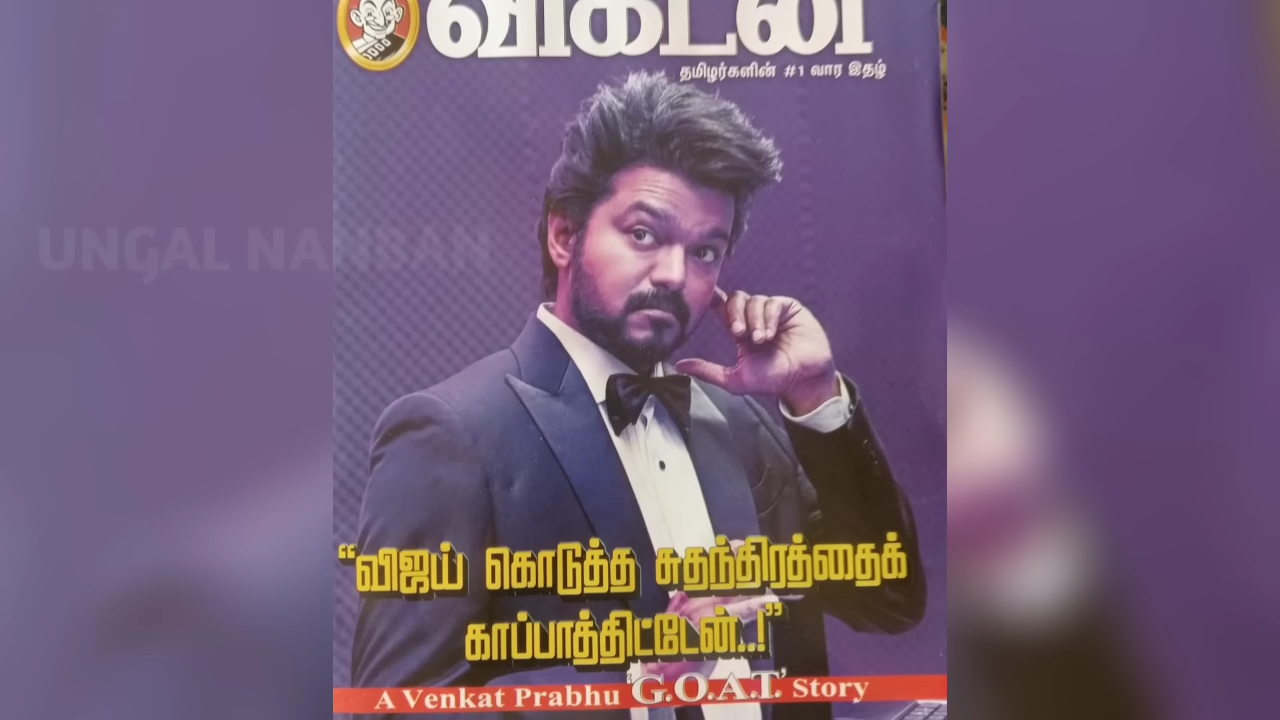 விகடன்
தமிழர்களின் #1 வார இதழ்
UNGAL NANBAN
“விஜய் கொடுத்த சுதந்திரத்தைக்
காப்பாத்திட்டேன்..!”
A Venkat Prabhu 'G.O.A.T.' Story